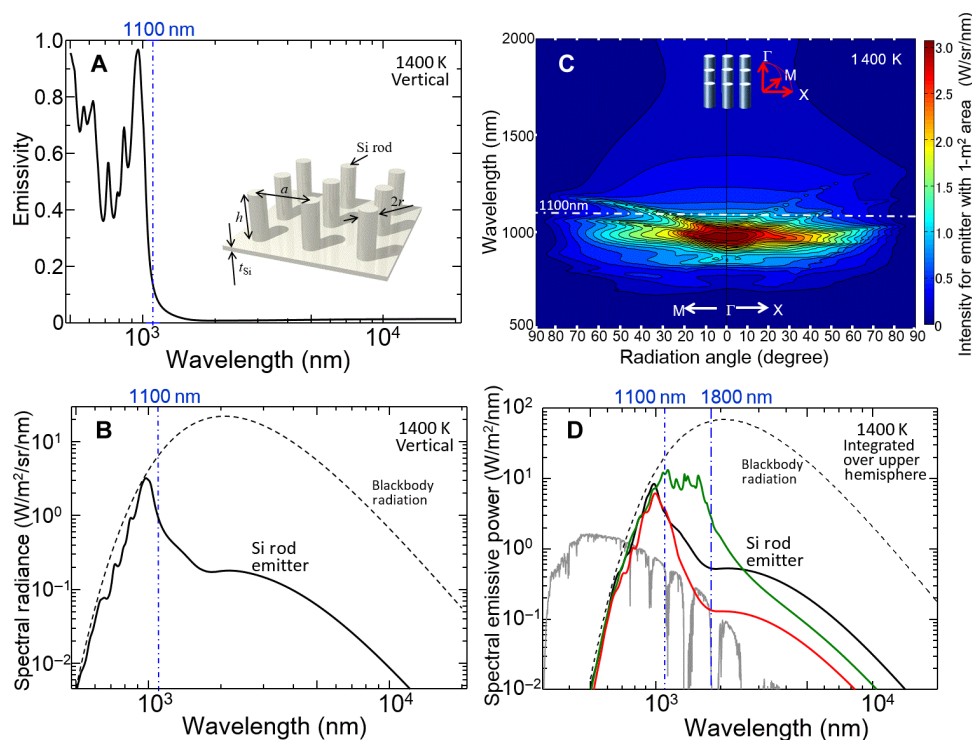 1100 nm
A
1400 K
Vertical
Emissivity
1.0
0.8
0.6
0.4
0.2
0
Si rod
a
h
2r
tSi
10³
10⁴
Wavelength (nm)
C
1400 K
Γ
M
X
1100nm
M ← Γ → X
Wavelength (nm)
2000
1500
1000
500
90 80 70 60 50 40 30 20 10 0 10 20 30 40 50 60 70 80 90
Radiation angle (degree)
3.0
2.5
2.0
1.5
1.0
0.5
0
Intensity for emitter with 1-m² area (W/sr/nm)
1100 nm
B
1400 K
Vertical
Blackbody
radiation
Si rod
emitter
Spectral radiance (W/m²/sr/nm)
10¹
10⁰
10⁻¹
10⁻²
10³
10⁴
Wavelength (nm)
1100 nm
1800 nm
D
1400 K
Integrated
over upper
hemisphere
Blackbody
radiation
Si rod
emitter
Spectral emissive power (W/m²/nm)
10²
10¹
10⁰
10⁻¹
10⁻²
10³
10⁴
Wavelength (nm)